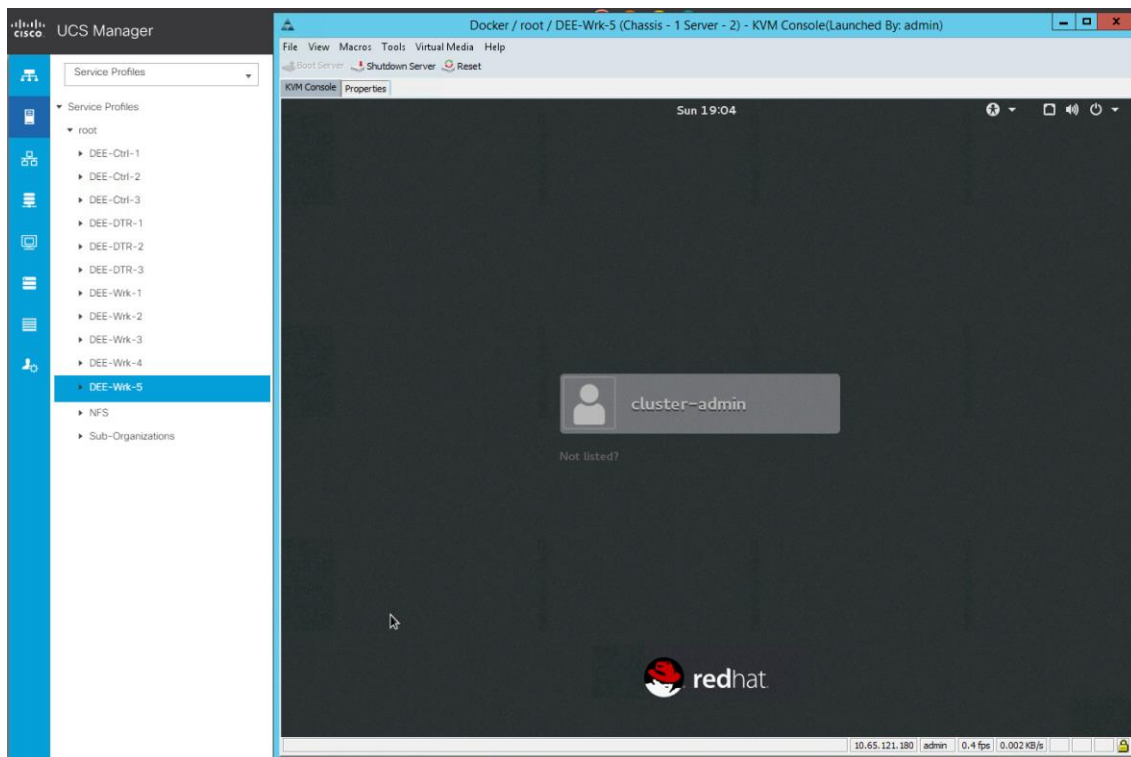 CISCO UCS Manager
Service Profiles
Service Profiles
root
DEE-Ctrl-1
DEE-Ctrl-2
DEE-Ctrl-3
DEE-DTR-1
DEE-DTR-2
DEE-DTR-3
DEE-Wrk-1
DEE-Wrk-2
DEE-Wrk-3
DEE-Wrk-4
DEE-Wrk-5
NFS
Sub-Organizations
Docker / root / DEE-Wrk-5 (Chassis - 1 Server - 2) - KVM Console(Launched By: admin)
File View Macros Tools Virtual Media Help
Boot Server Shutdown Server Reset
KVM Console Properties
Sun 19:04
cluster-admin
Not listed?
redhat.
10.65.121.180 admin 0.4 fps 0.002 KB/s